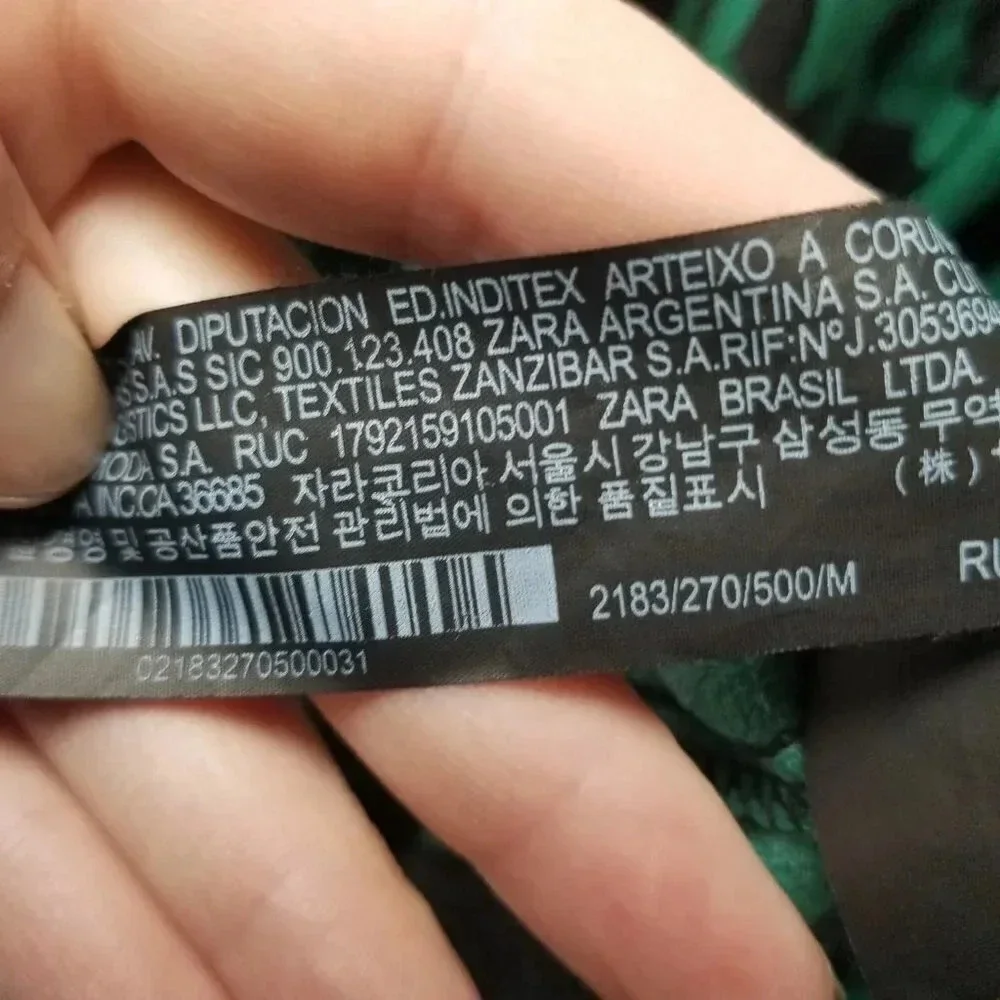 AV. DIPUTACION ED.INDITEX ARTEIXO A
S.A.S SIC 900.123.408 ZARA ARGENTINA S.A.
LLC, TEXTILES ZANZIBAR S.A.RIF:NºJ.
S.A. RUC 1792159105001 ZARA BRASIL LTDA.
CA 36685 자라코리아 서울시 강남구 삼성동
및 공산품안전 관리법에 의한 품질표시 (株)
2183/270/500/M
02183270500031